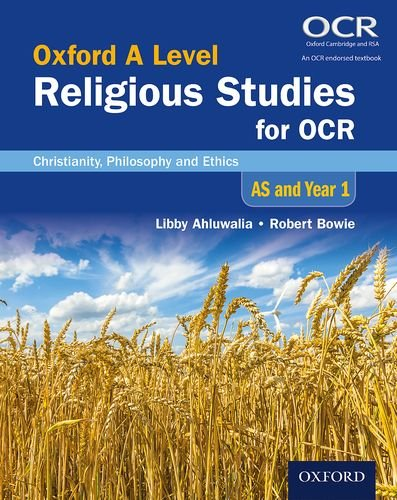 OCR
Oxford Cambridge and RSA
An OCR endorsed textbook
Oxford A Level
Religious Studies
for OCR
Christianity, Philosophy and Ethics
AS and Year 1
Libby Ahluwalia • Robert Bowie
OXFORD